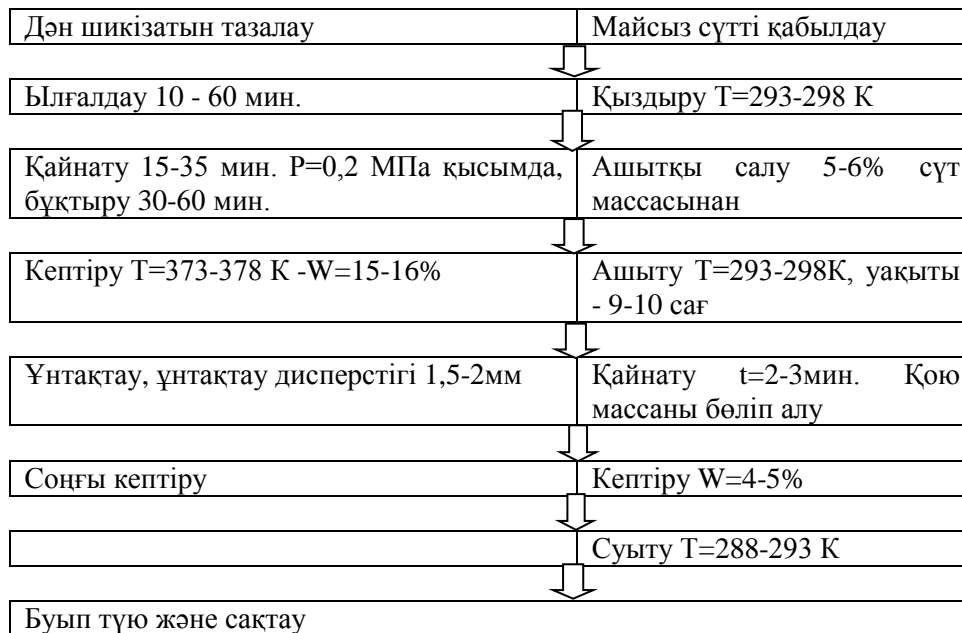 Дән шикізатын тазалау
Майсыз сүтті қабылдау
Ылғалдау 10 - 60 мин.
Қыздыру Т=293-298 К
Қайнату 15-35 мин. Р=0,2 МПа қысымда,
бұқтыру 30-60 мин.
Ашытқы салу 5-6% сүт
массасынан
Кептіру Т=373-378 К -W=15-16%
Ашыту Т=293-298К, уақыты
- 9-10 сағ
Ұнтақтау, ұнтақтау дисперстігі 1,5-2мм
Қайнату t=2-3мин. Қою
массаны бөліп алу
Соңғы кептіру
Кептіру W=4-5%
Суыту Т=288-293 К
Буып түю және сақтау